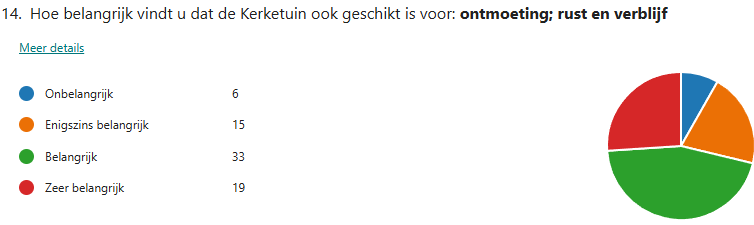 14. Hoe belangrijk vindt u dat de Kerketuin ook geschikt is voor: ontmoeting; rust en verblijf
Meer details
Onbelangrijk 6
Enigszins belangrijk 15
Belangrijk 33
Zeer belangrijk 19